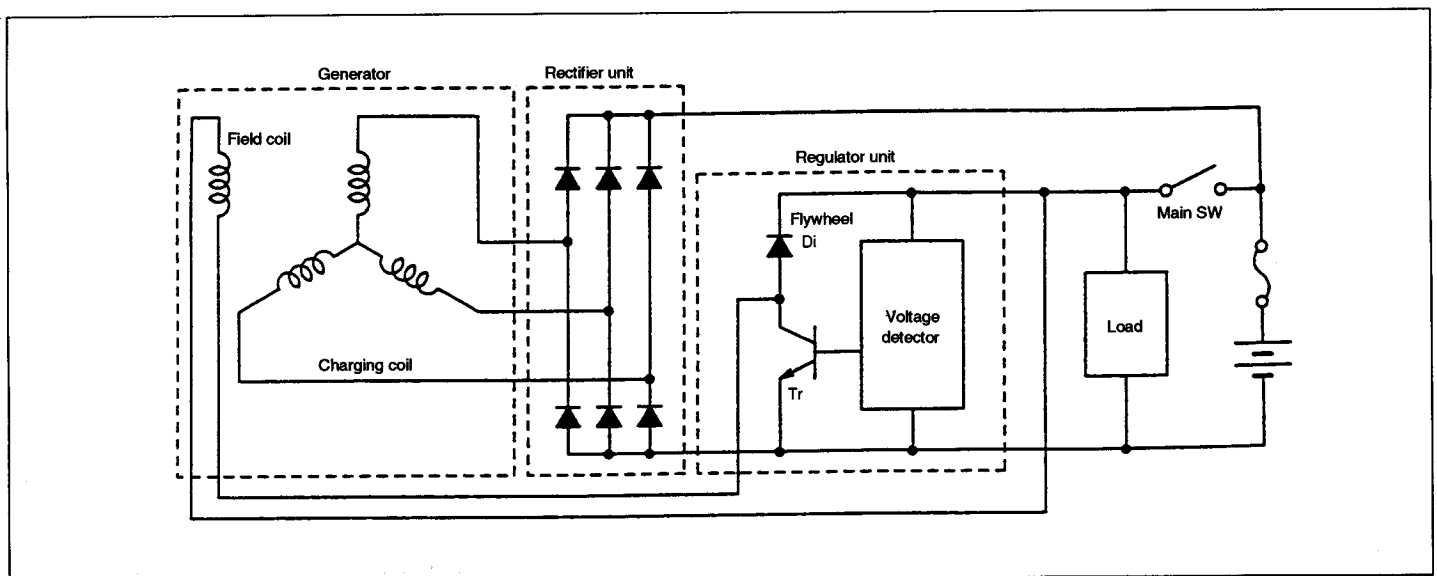 Generator
Rectifier unit
Field coil
Regulator unit
Main SW
Flywheel
Di
Voltage
detector
Load
Charging coil
Tr